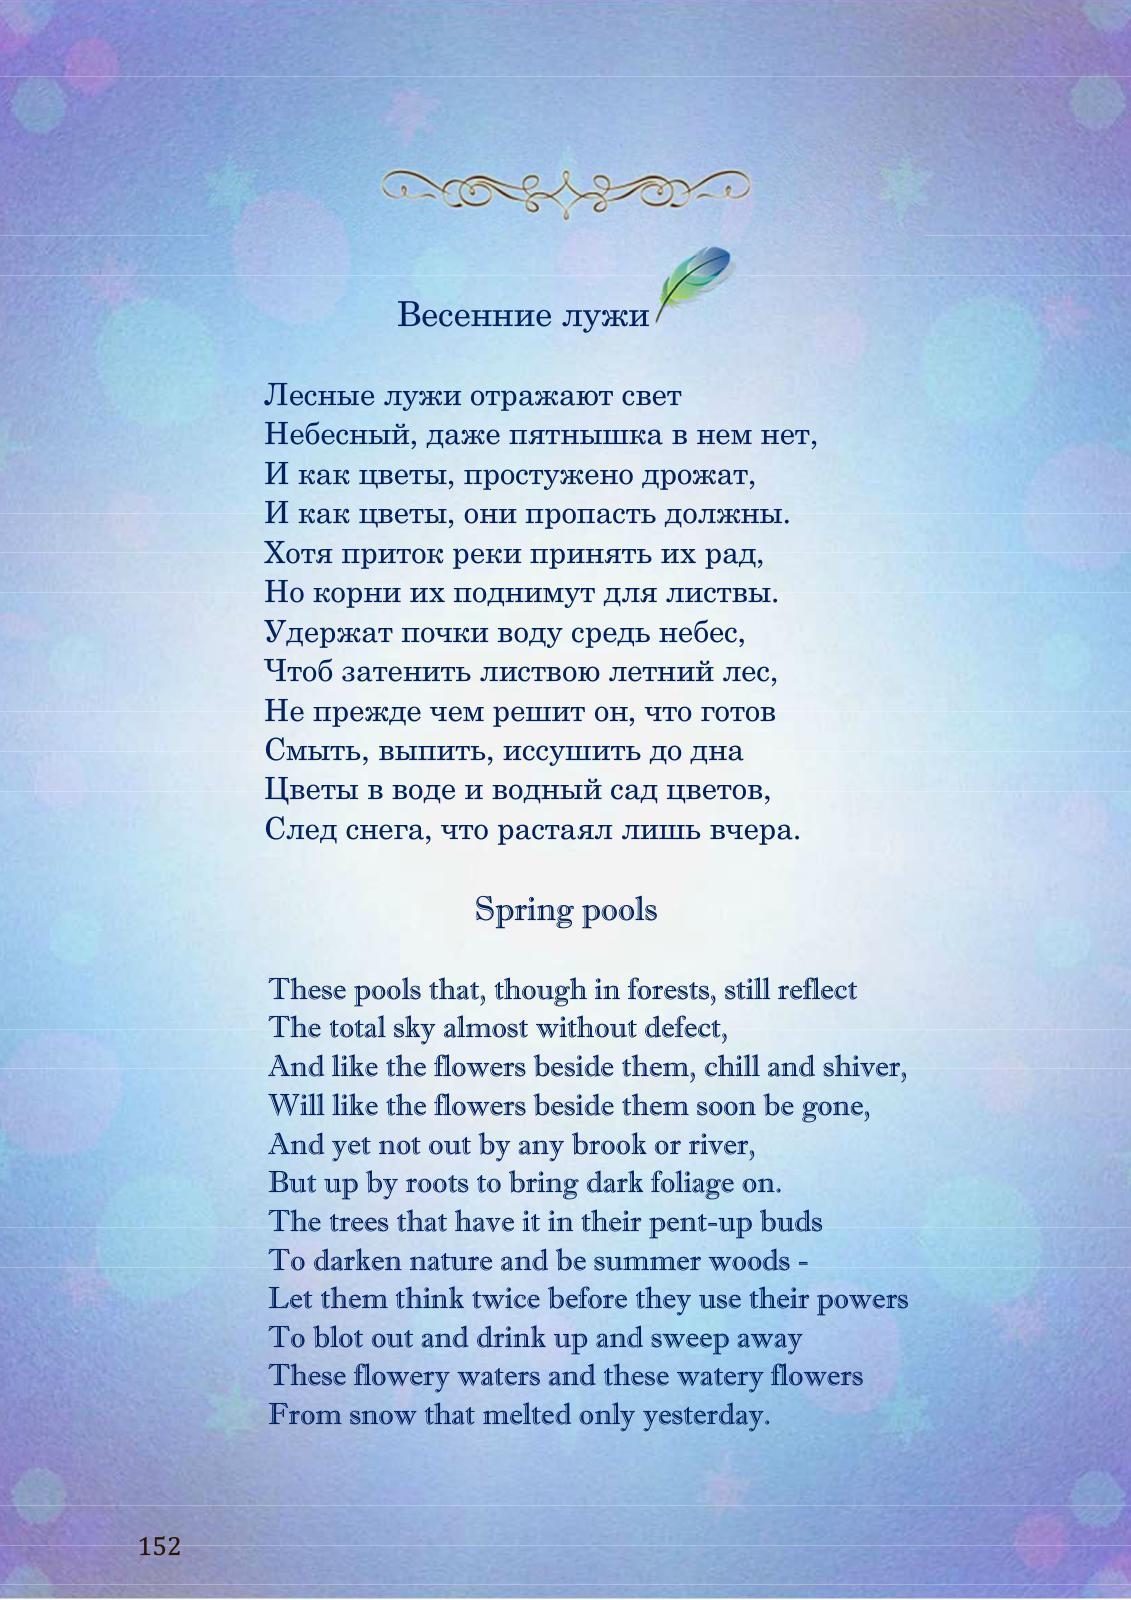 Весенние лужи
Лесные лужи отражают свет
Небесный, даже пятнышка в нем нет,
И как цветы, простужено дрожат,
И как цветы, они пропасть должны.
Хотя приток реки принять их рад,
Но корни их поднимут для листвы.
Удержат почки воду средь небес,
Чтоб затенить листвою летний лес,
Не прежде чем решит он, что готов
Смыть, выпить, иссушить до дна
Цветы в воде и водный сад цветов,
След снега, что растаял лишь вчера.
Spring pools
These pools that, though in forests, still reflect
The total sky almost without defect,
And like the flowers beside them, chill and shiver,
Will like the flowers beside them soon be gone,
And yet not out by any brook or river,
But up by roots to bring dark foliage on.
The trees that have it in their pent-up buds
To darken nature and be summer woods -
Let them think twice before they use their powers
To blot out and drink up and sweep away
These flowery waters and these watery flowers
From snow that melted only yesterday.
152